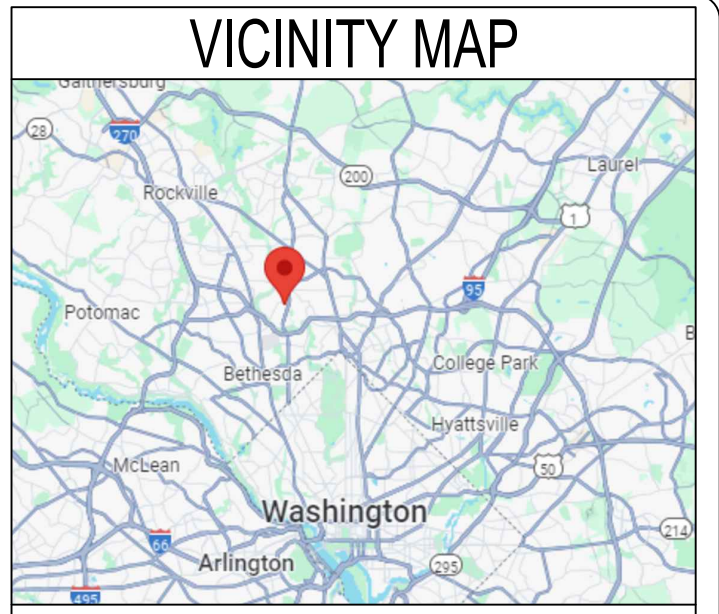 VICINITY MAP
Gaithersburg
28
270
Laurel
200
Rockville
1
95
Potomac
B
College Park
Bethesda
Hyattsville
McLean
50
Washington
214
66
Arlington
295
495